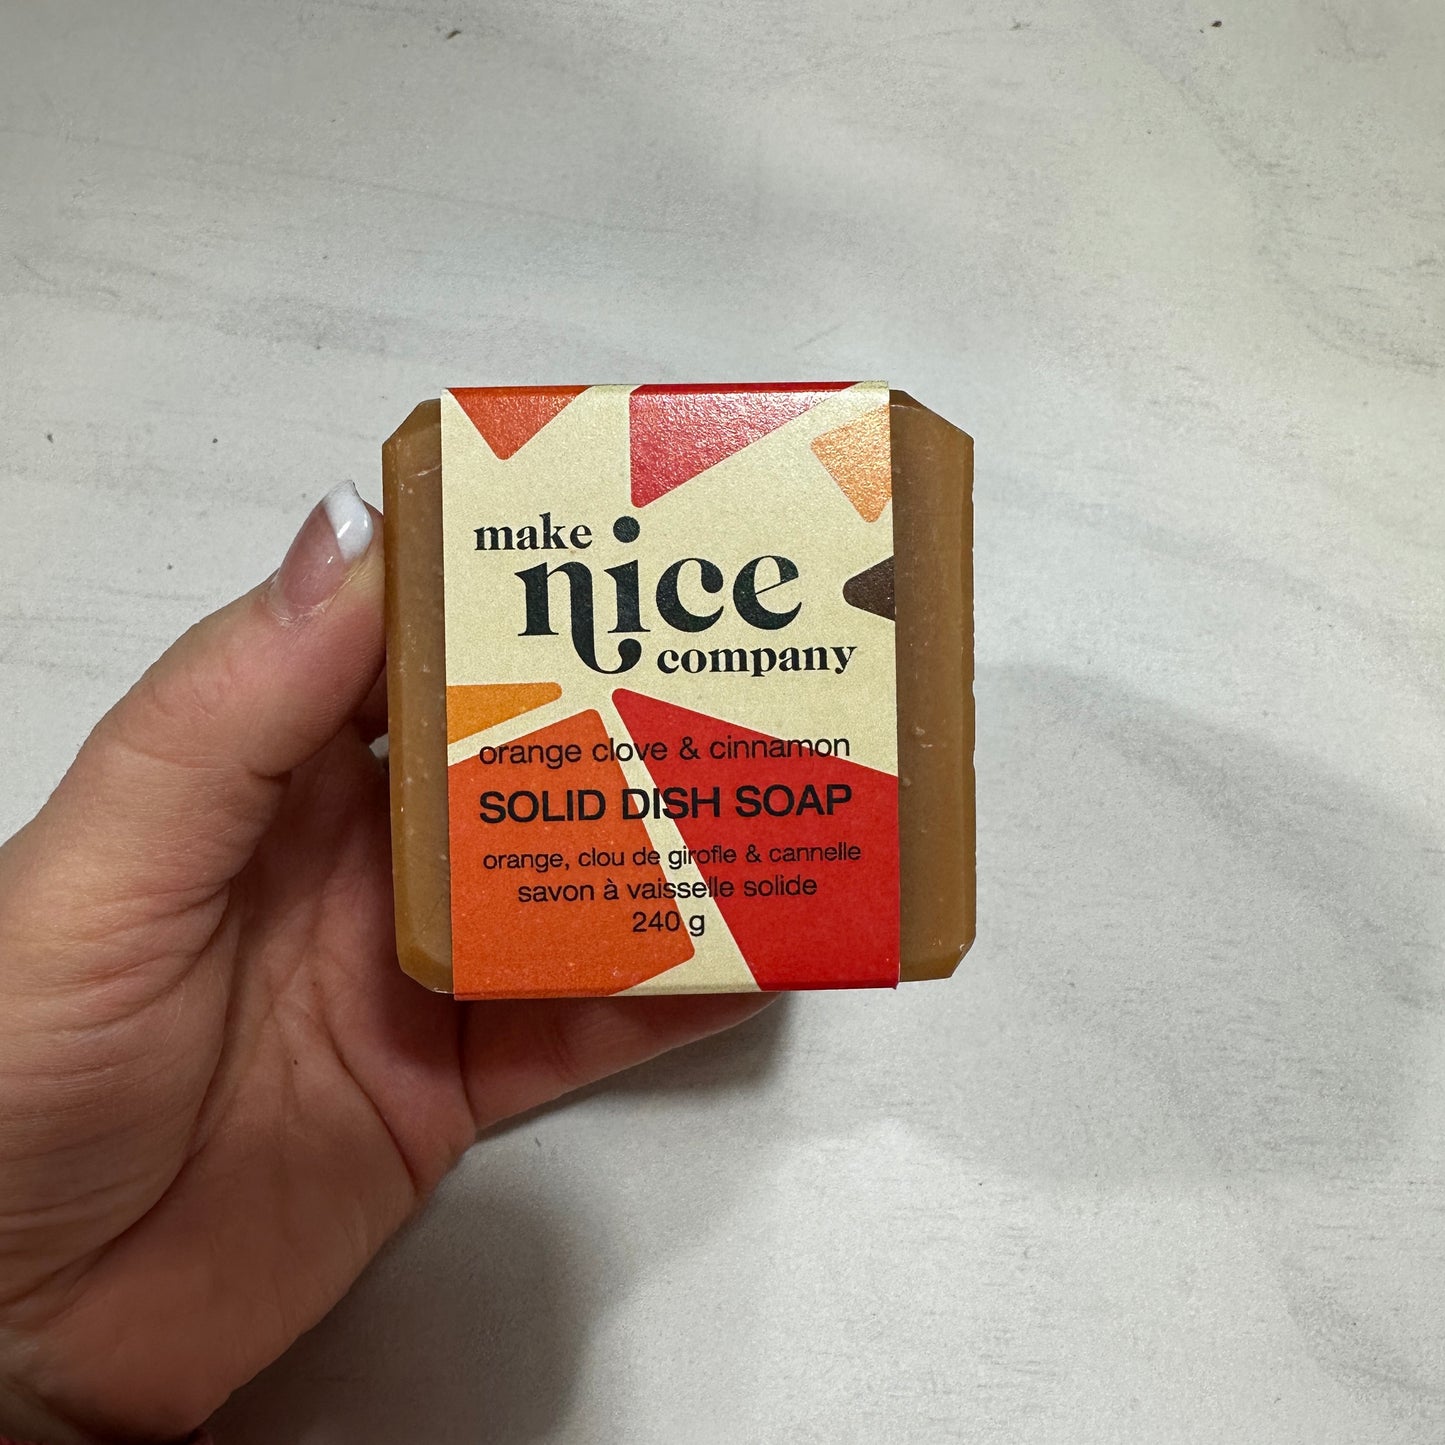 make
nice
company
orange clove & cinnamon
SOLID DISH SOAP
orange, clou de girofle & cannelle
savon à vaisselle solide
240 g